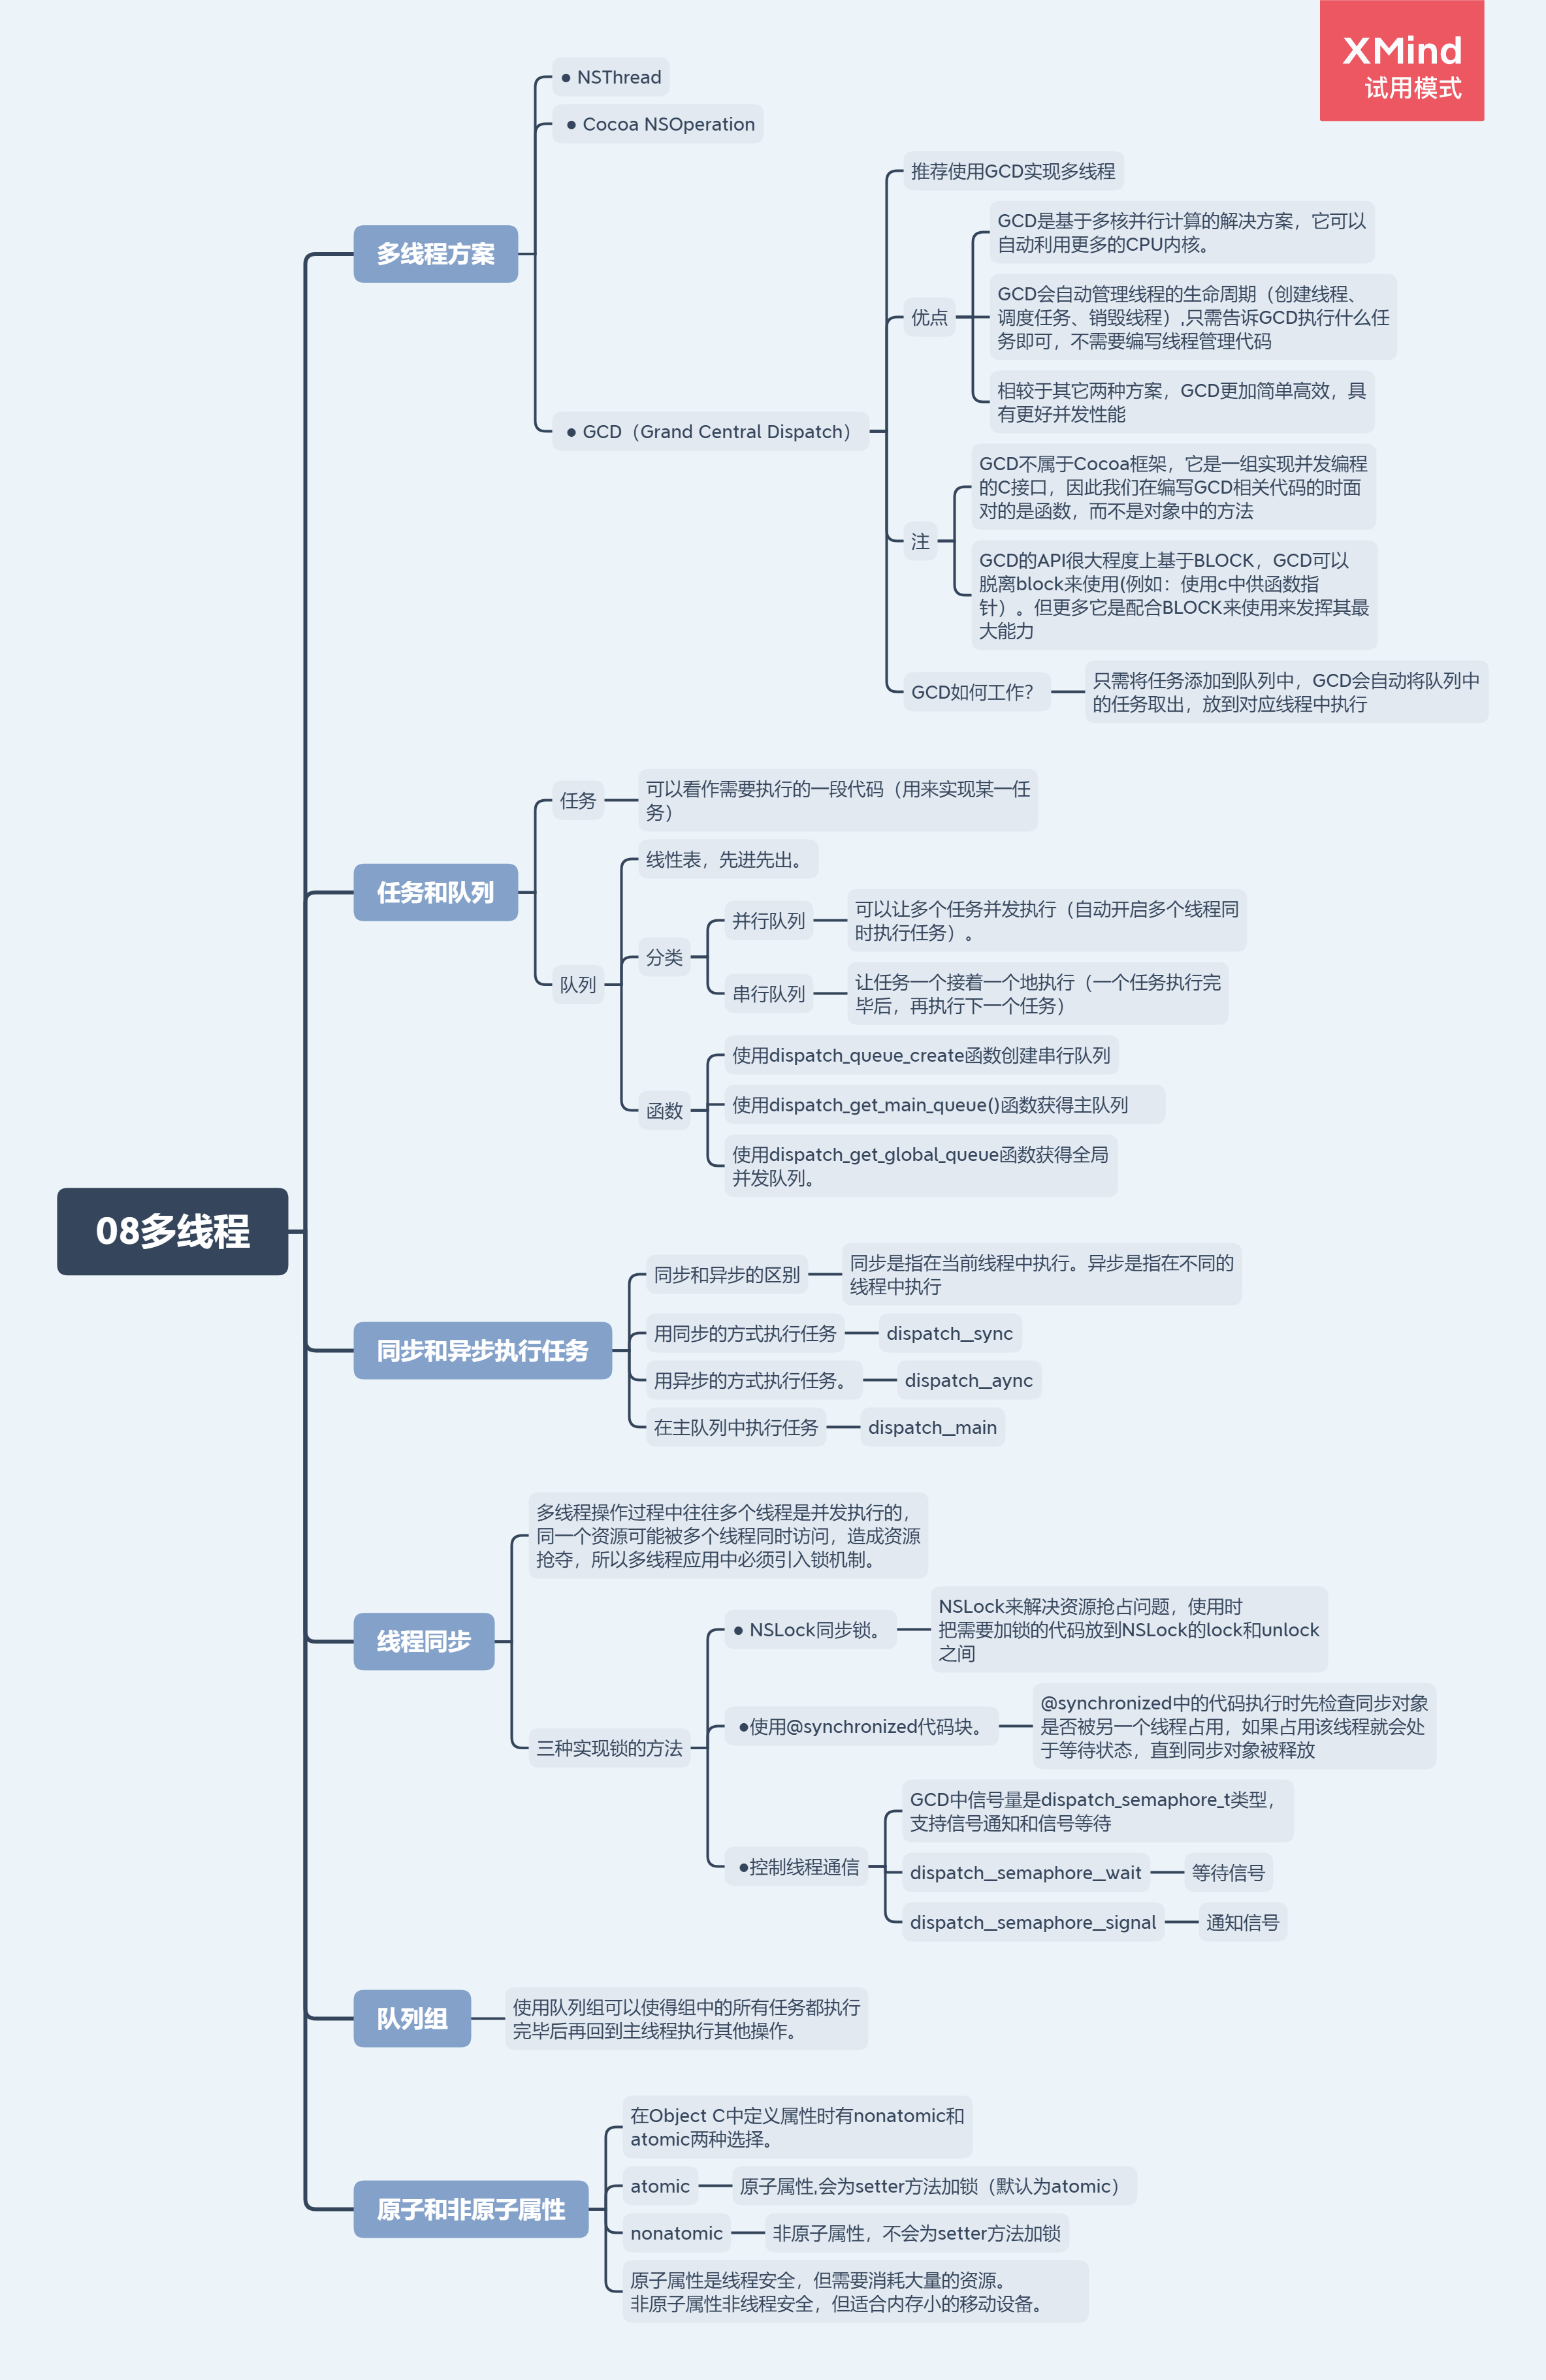 XMind
试用模式
08多线程
多线程方案
● NSThread
● Cocoa NSOperation
● GCD（Grand Central Dispatch）
推荐使用GCD实现多线程
优点
GCD是基于多核并行计算的解决方案，它可以
自动利用更多的CPU内核。
GCD会自动管理线程的生命周期（创建线程、
调度任务、销毁线程）,只需告诉GCD执行什么任
务即可，不需要编写线程管理代码
相较于其它两种方案，GCD更加简单高效，具
有更好并发性能
注
GCD不属于Cocoa框架，它是一组实现并发编程
的C接口，因此我们在编写GCD相关代码的时面
对的是函数，而不是对象中的方法
GCD的API很大程度上基于BLOCK，GCD可以
脱离block来使用(例如：使用c中供函数指
针）。但更多它是配合BLOCK来使用来发挥其最
大能力
GCD如何工作？
只需将任务添加到队列中，GCD会自动将队列中
的任务取出，放到对应线程中执行
任务和队列
任务
可以看作需要执行的一段代码（用来实现某一任
务）
队列
线性表，先进先出。
分类
并行队列
可以让多个任务并发执行（自动开启多个线程同
时执行任务）。
串行队列
让任务一个接着一个地执行（一个任务执行完
毕后，再执行下一个任务）
函数
使用dispatch_queue_create函数创建串行队列
使用dispatch_get_main_queue()函数获得主队列
使用dispatch_get_global_queue函数获得全局
并发队列。
同步和异步执行任务
同步和异步的区别
同步是指在当前线程中执行。异步是指在不同的
线程中执行
用同步的方式执行任务
dispatch__sync
用异步的方式执行任务。
dispatch__aync
在主队列中执行任务
dispatch__main
线程同步
多线程操作过程中往往多个线程是并发执行的，
同一个资源可能被多个线程同时访问，造成资源
抢夺，所以多线程应用中必须引入锁机制。
三种实现锁的方法
● NSLock同步锁。
NSLock来解决资源抢占问题，使用时
把需要加锁的代码放到NSLock的lock和unlock
之间
●使用@synchronized代码块。
@synchronized中的代码执行时先检查同步对象
是否被另一个线程占用，如果占用该线程就会处
于等待状态，直到同步对象被释放
●控制线程通信
GCD中信号量是dispatch_semaphore_t类型，
支持信号通知和信号等待
dispatch__semaphore__wait
等待信号
dispatch__semaphore__signal
通知信号
队列组
使用队列组可以使得组中的所有任务都执行
完毕后再回到主线程执行其他操作。
原子和非原子属性
在Object C中定义属性时有nonatomic和
atomic两种选择。
atomic
原子属性,会为setter方法加锁（默认为atomic）
nonatomic
非原子属性，不会为setter方法加锁
原子属性是线程安全，但需要消耗大量的资源。
非原子属性非线程安全，但适合内存小的移动设备。